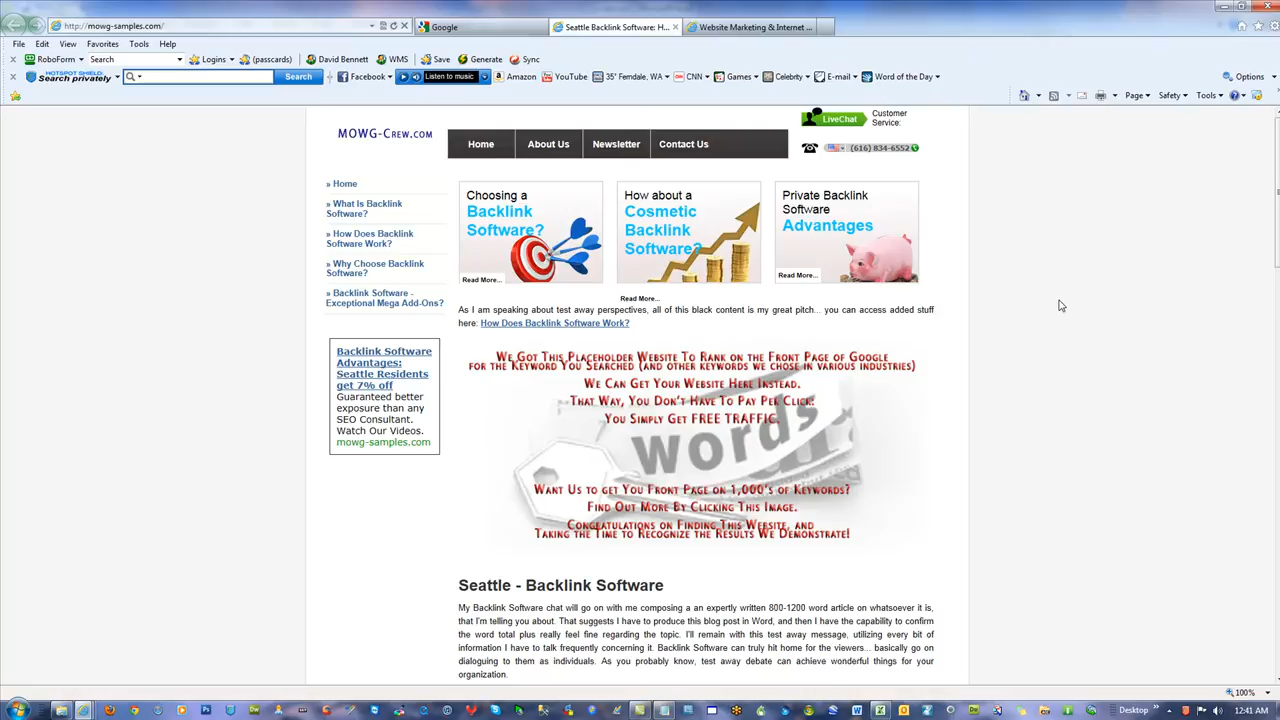 http://mowg-samples.com/
Google
Seattle Backlink Software: H...
Website Marketing & Internet ...
File Edit View Favorites Tools Help
RoboForm Search Logins (passcards) David Bennett WMS Save Generate Sync
HOTSPOT SHIELD
Search privately Search Facebook Listen to music Amazon YouTube 35° Ferndale, WA CNN Games Celebrity E-mail Word of the Day Options
Page Safety Tools
MOWG-Crew.com
Home About Us Newsletter Contact Us
LiveChat
Customer
Service:
(616) 834-6552
» Home
» What Is Backlink
Software?
» How Does Backlink
Software Work?
» Why Choose Backlink
Software?
» Backlink Software -
Exceptional Mega Add-Ons?
Choosing a
Backlink
Software?
Read More...
How about a
Cosmetic
Backlink
Software?
Read More...
Private Backlink
Software
Advantages
Read More...
As I am speaking about test away perspectives, all of this black content is my great pitch... you can access added stuff
here: How Does Backlink Software Work?
Backlink Software
Advantages:
Seattle Residents
get 7% off
Guaranteed better
exposure than any
SEO Consultant.
Watch Our Videos.
mowg-samples.com
We Got This Placeholder Website To Rank on the Front Page of Google
for the Keyword You Searched (and other keywords we chose in various industries)
We Can Get Your Website Here Instead.
That Way, You Don't Have To Pay Per Click:
You Simply Get FREE TRAFFIC.
words
Want Us to get You Front Page on 1,000's of Keywords?
Find Out More By Clicking This Image.
Congratulations on Finding This Website, and
Taking the Time to Recognize the Results We Demonstrate!
Seattle - Backlink Software
My Backlink Software chat will go on with me composing a an expertly written 800-1200 word article on whatsoever it is,
that I'm telling you about. That suggests I have to produce this blog post in Word, and then I have the capability to confirm
the word total plus really feel fine regarding the topic. I'll remain with this test away message, utilizing every bit of
information I have to talk frequently concerning it. Backlink Software can truly hit home for the viewers... basically go on
dialoguing to them as individuals. As you probably know, test away debate can achieve wonderful things for your
organization.
100%
Desktop
12:41 AM